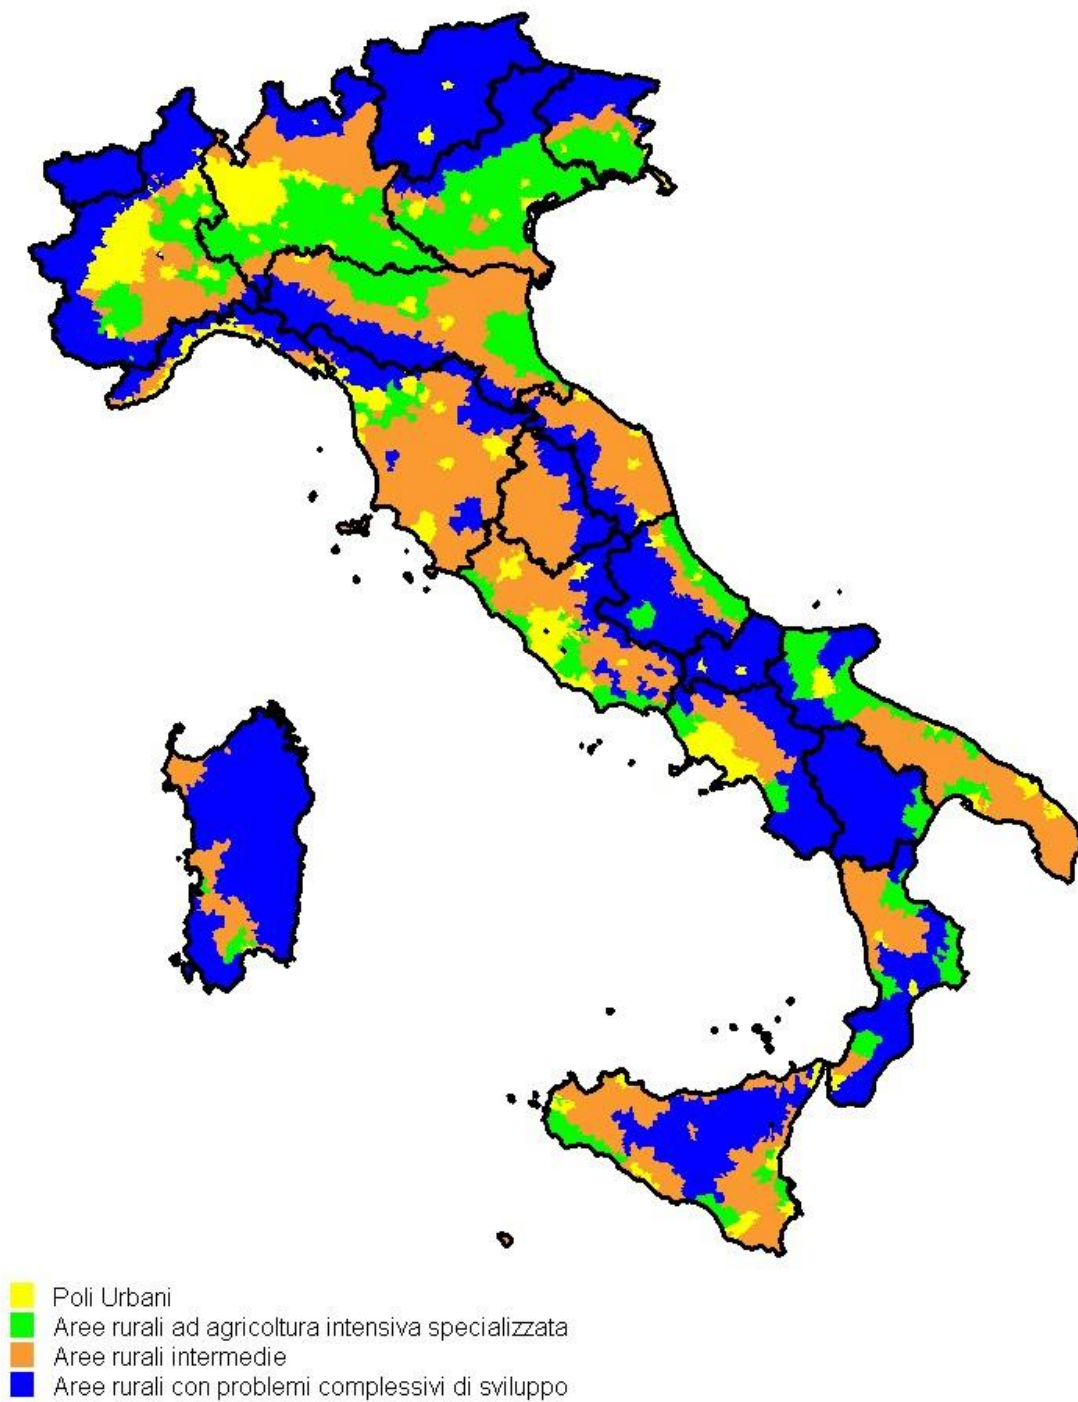 Poli Urbani
Aree rurali ad agricoltura intensiva specializzata
Aree rurali intermedie
Aree rurali con problemi complessivi di sviluppo